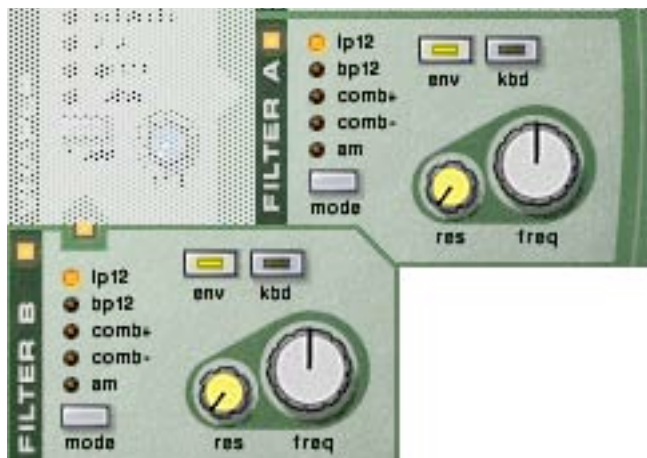 FILTER A
lp12
bp12
comb+
comb-
am
mode
env
kbd
res
freq
FILTER B
lp12
bp12
comb+
comb-
am
mode
env
kbd
res
freq